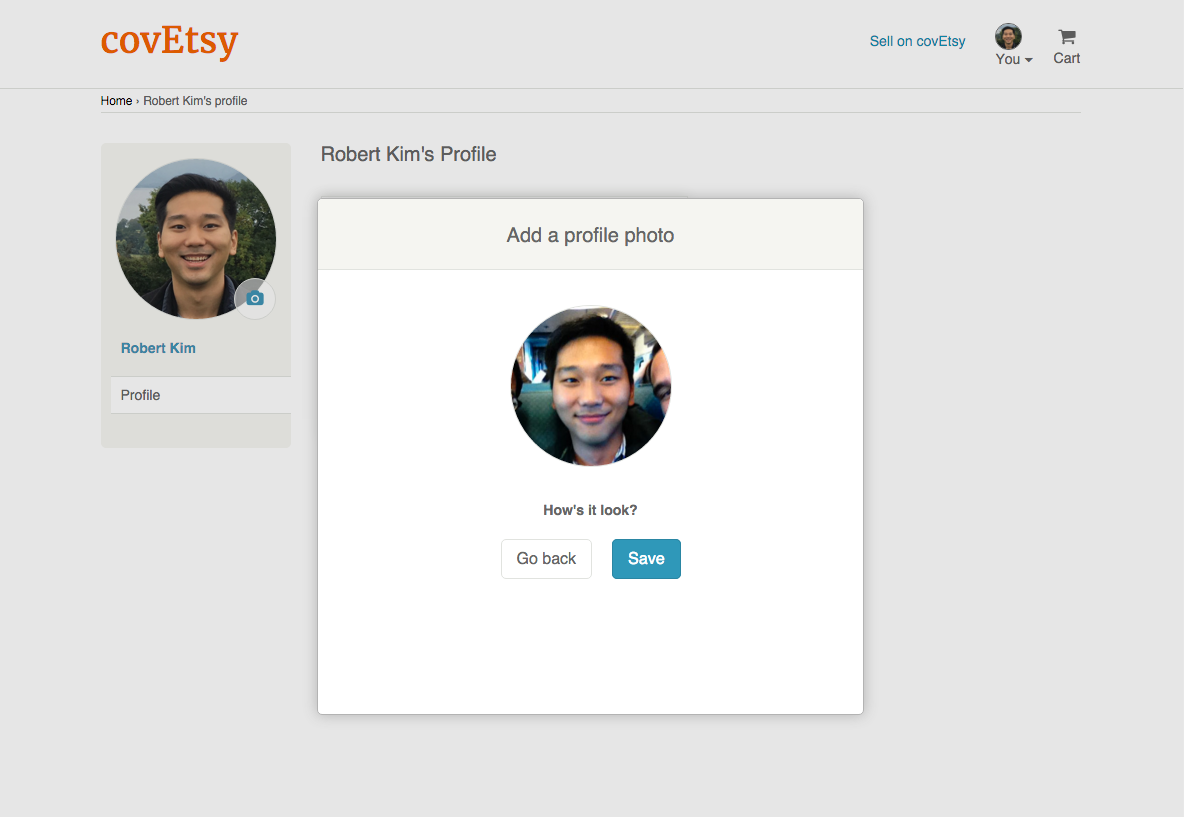 covEtsy
Sell on covEtsy
You
Cart
Home › Robert Kim's profile
Robert Kim's Profile
Add a profile photo
Robert Kim
Profile
How's it look?
Go back
Save